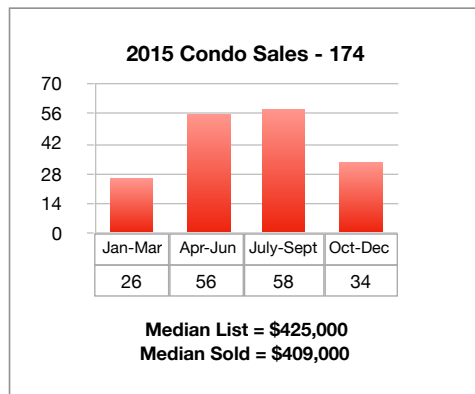 2015 Condo Sales - 174
70
56
42
28
14
0
Jan-Mar Apr-Jun July-Sept Oct-Dec
26 56 58 34
Median List = $425,000
Median Sold = $409,000